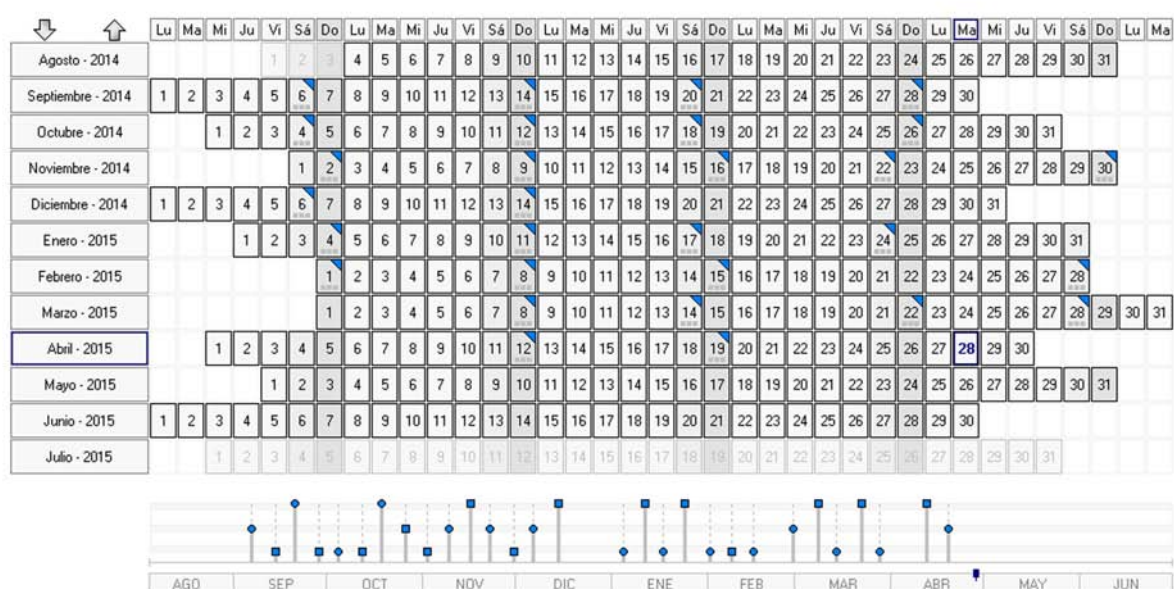 Lu Ma Mi Ju Vi Sá Do Lu Ma Mi Ju Vi Sá Do Lu Ma Mi Ju Vi Sá Do Lu Ma Mi Ju Vi Sá Do Lu Ma Mi Ju Vi Sá Do Lu Ma
Agosto - 2014 1 2 3 4 5 6 7 8 9 10 11 12 13 14 15 16 17 18 19 20 21 22 23 24 25 26 27 28 29 30 31
Septiembre - 2014 1 2 3 4 5 6 7 8 9 10 11 12 13 14 15 16 17 18 19 20 21 22 23 24 25 26 27 28 29 30
Octubre - 2014 1 2 3 4 5 6 7 8 9 10 11 12 13 14 15 16 17 18 19 20 21 22 23 24 25 26 27 28 29 30 31
Noviembre - 2014 1 2 3 4 5 6 7 8 9 10 11 12 13 14 15 16 17 18 19 20 21 22 23 24 25 26 27 28 29 30
Diciembre - 2014 1 2 3 4 5 6 7 8 9 10 11 12 13 14 15 16 17 18 19 20 21 22 23 24 25 26 27 28 29 30 31
Enero - 2015 1 2 3 4 5 6 7 8 9 10 11 12 13 14 15 16 17 18 19 20 21 22 23 24 25 26 27 28 29 30 31
Febrero - 2015 1 2 3 4 5 6 7 8 9 10 11 12 13 14 15 16 17 18 19 20 21 22 23 24 25 26 27 28
Marzo - 2015 1 2 3 4 5 6 7 8 9 10 11 12 13 14 15 16 17 18 19 20 21 22 23 24 25 26 27 28 29 30 31
Abril - 2015 1 2 3 4 5 6 7 8 9 10 11 12 13 14 15 16 17 18 19 20 21 22 23 24 25 26 27 28 29 30
Mayo - 2015 1 2 3 4 5 6 7 8 9 10 11 12 13 14 15 16 17 18 19 20 21 22 23 24 25 26 27 28 29 30 31
Junio - 2015 1 2 3 4 5 6 7 8 9 10 11 12 13 14 15 16 17 18 19 20 21 22 23 24 25 26 27 28 29 30
Julio - 2015 1 2 3 4 5 6 7 8 9 10 11 12 13 14 15 16 17 18 19 20 21 22 23 24 25 26 27 28 29 30 31
AGO SEP OCT NOV DIC ENE FEB MAR ABR MAY JUN